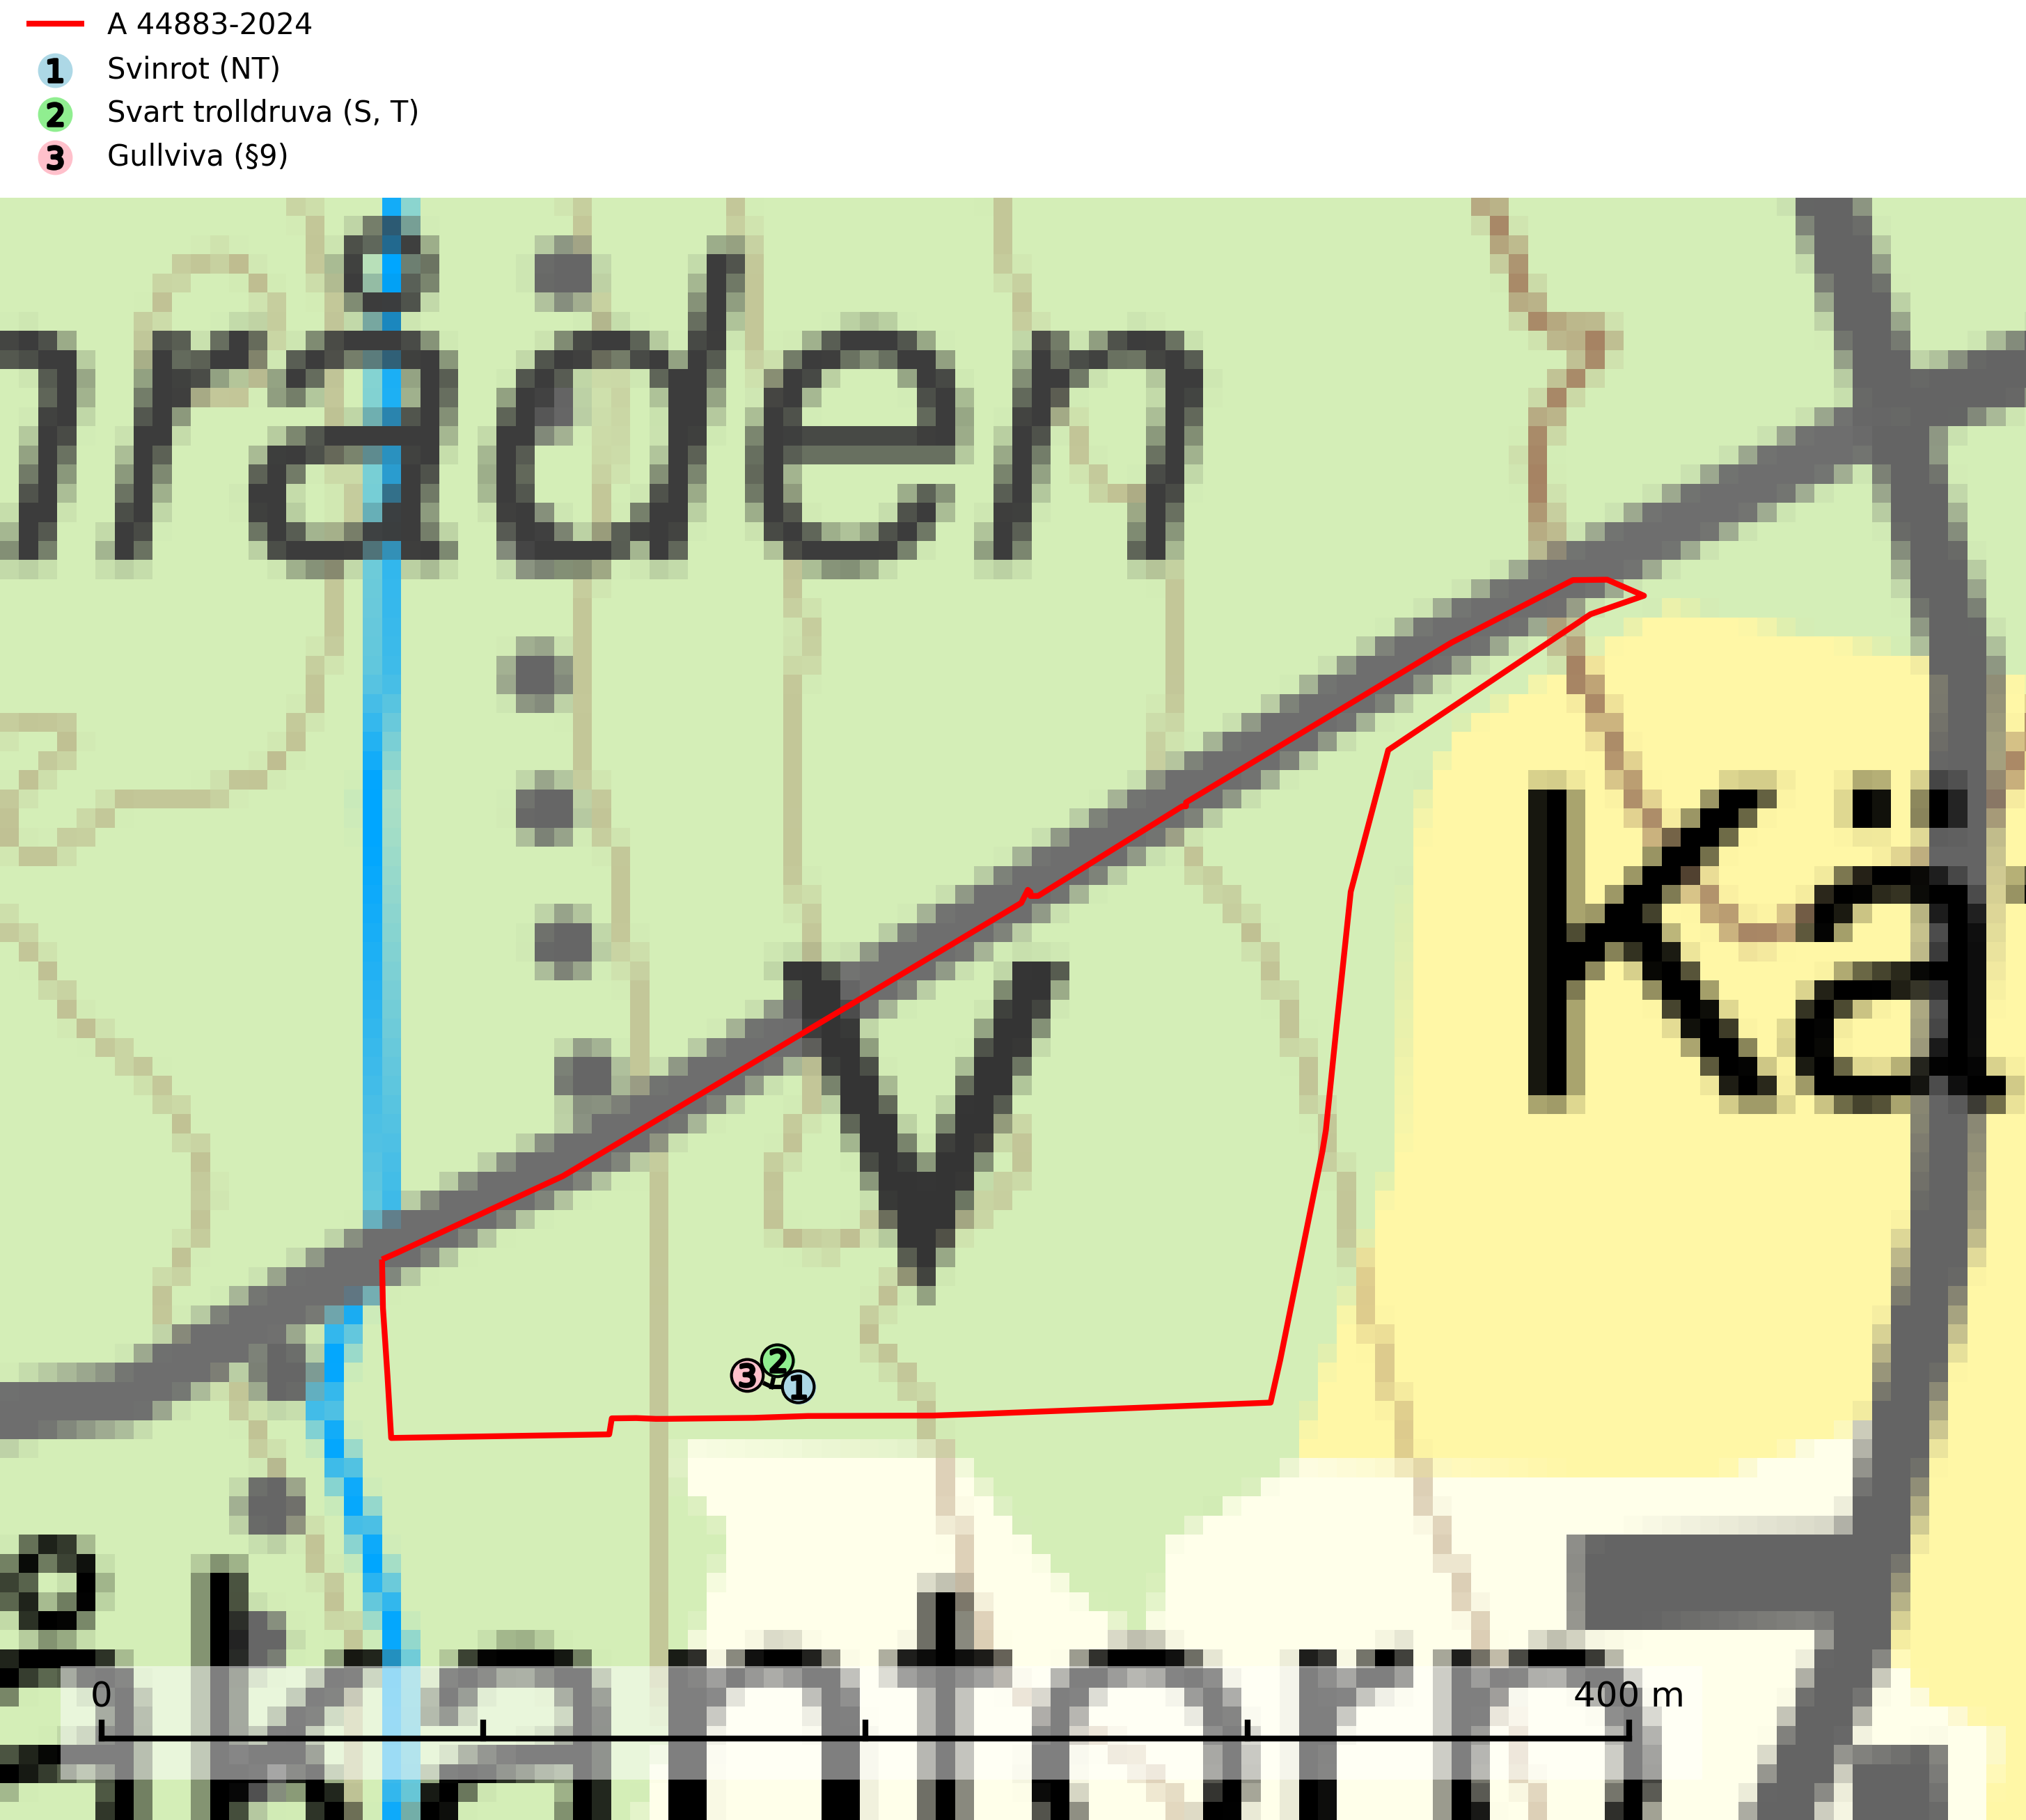 A 44883-2024
1 Svinrot (NT)
2 Svart trolldruva (S, T)
3 Gullviva (§9)
råden
V
Kä
3 2 1
0 400 m